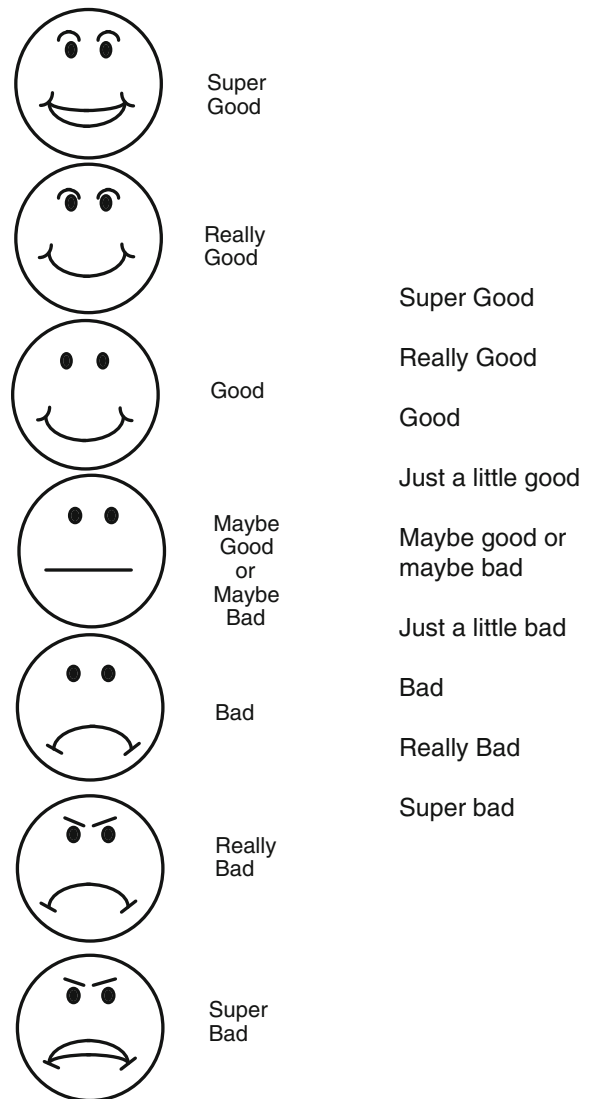 Super
Good
Really
Good
Good
Maybe
Good
or
Maybe
Bad
Bad
Really
Bad
Super
Bad
Super Good
Really Good
Good
Just a little good
Maybe good or
maybe bad
Just a little bad
Bad
Really Bad
Super bad